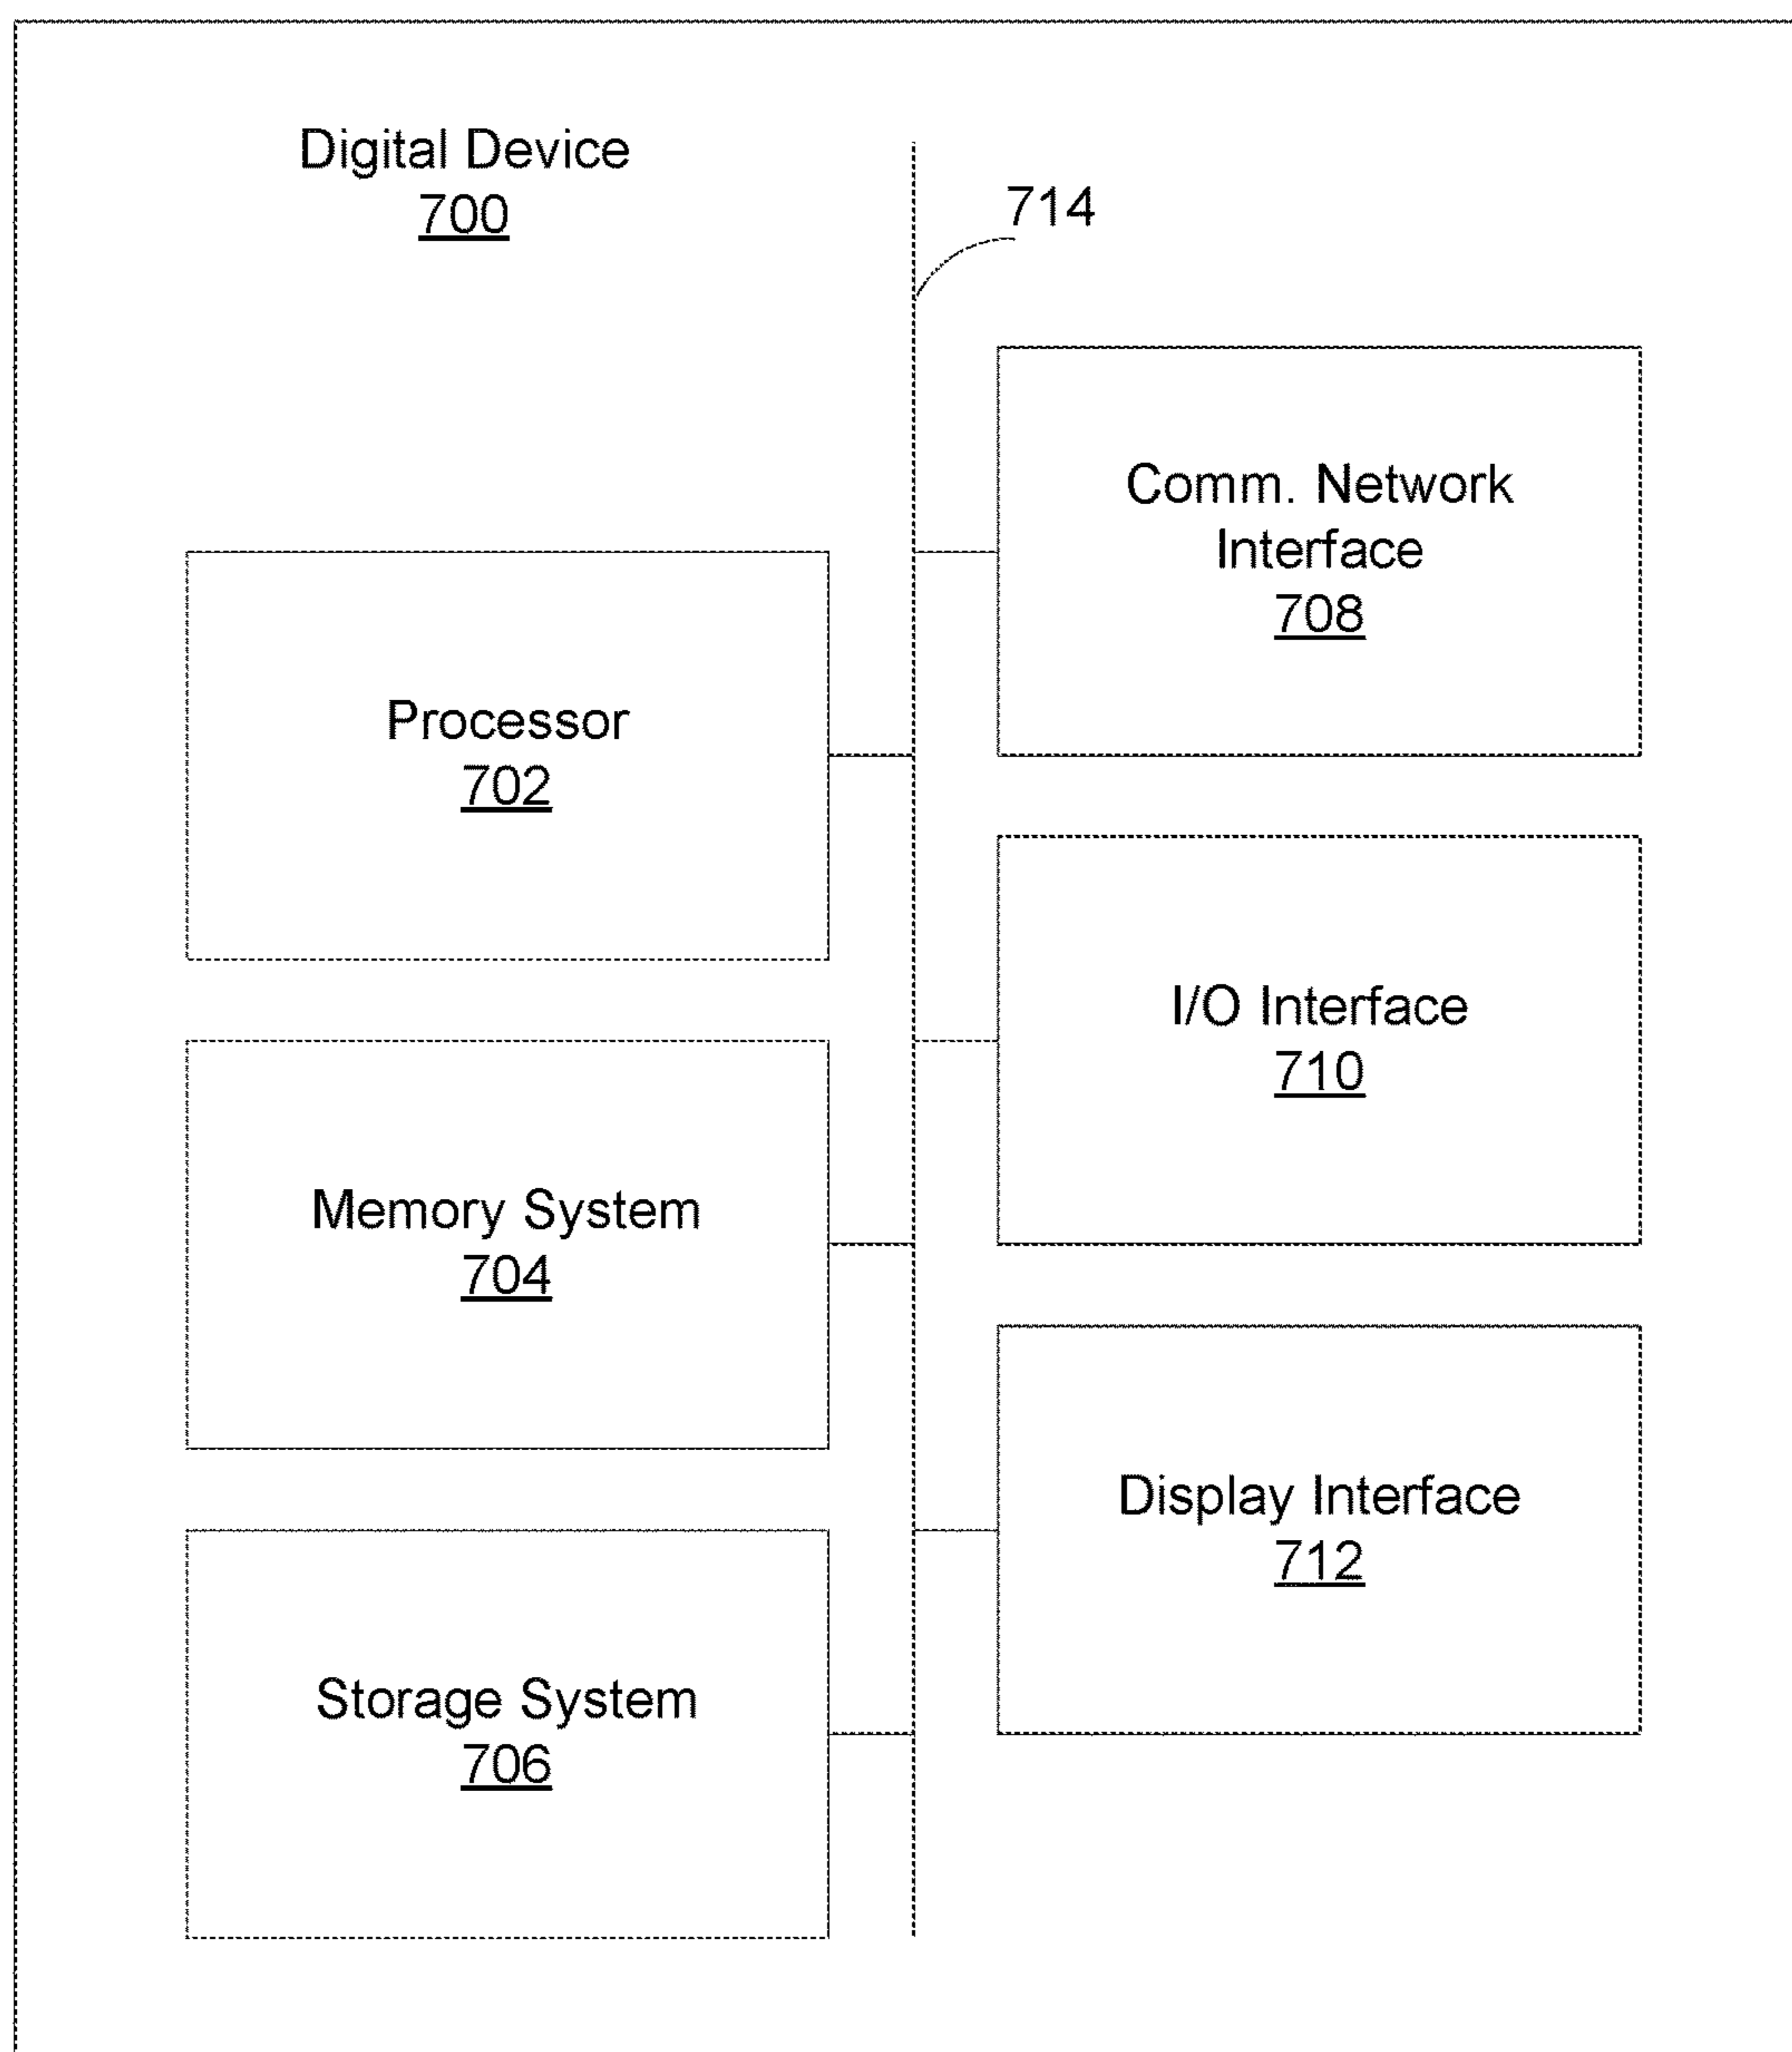 Digital Device
700
714
Comm. Network
Interface
708
Processor
702
I/O Interface
710
Memory System
704
Display Interface
712
Storage System
706